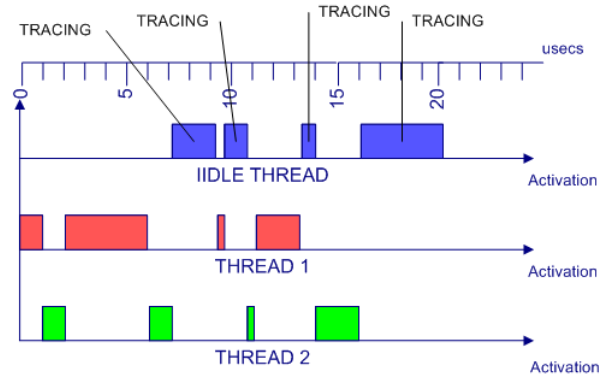 TRACING TRACING TRACING TRACING
usecs
0 5 10 15 20
IIDLE THREAD
Activation
THREAD 1
Activation
THREAD 2
Activation